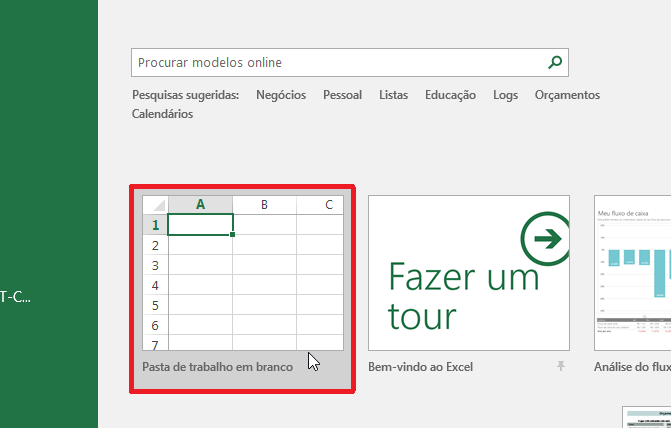 Procurar modelos online
Pesquisas sugeridas: Negócios Pessoal Listas Educação Logs Orçamentos
Calendários
A B C
1
2
3
4
5
6
7
Fazer um
tour
Meu fluxo de caixa
T-C...
Pasta de trabalho em branco
Bem-vindo ao Excel
Análise do flux